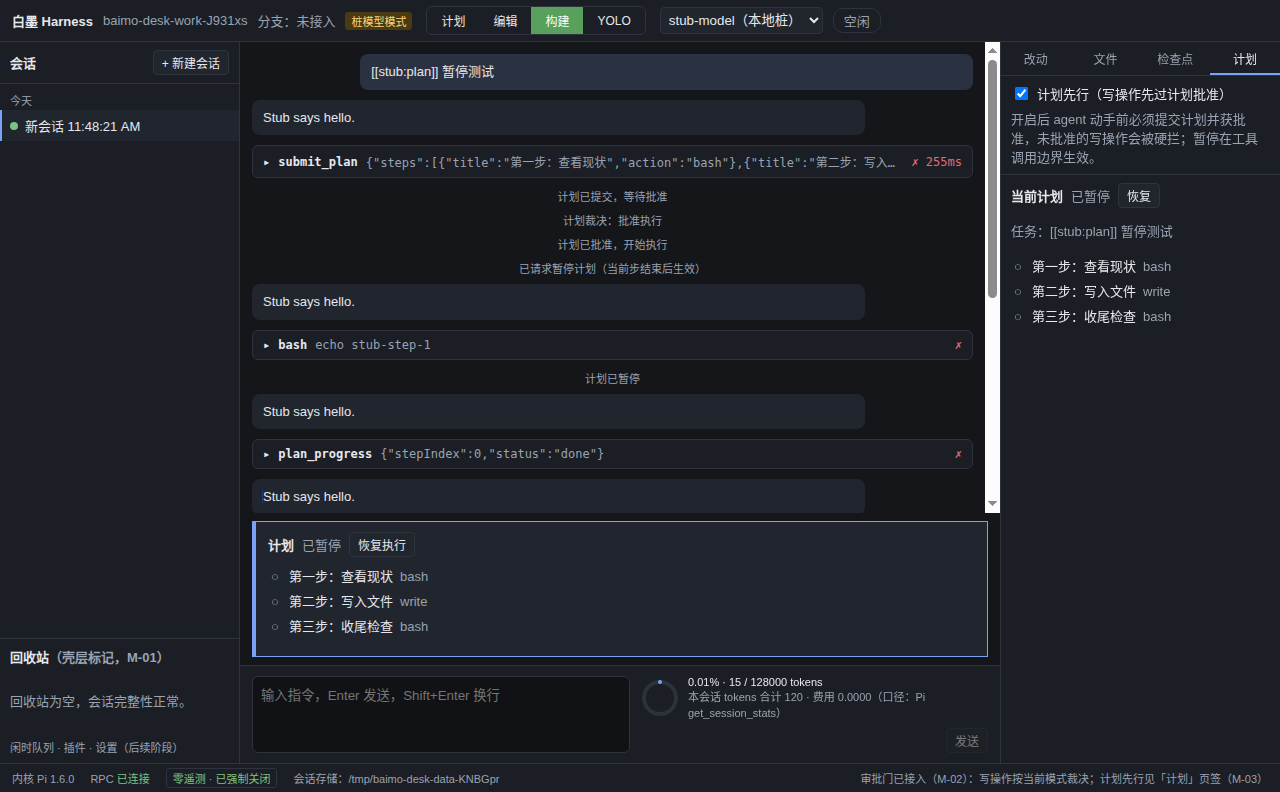 白墨 Harness baimo-desk-work-J931xs 分支：未接入 桩模型模式 计划 编辑 构建 YOLO stub-model（本地桩） 空闲
会话 + 新建会话
今天
新会话 11:48:21 AM
回收站（壳层标记，M-01）
回收站为空，会话完整性正常。
闲时队列 · 插件 · 设置（后续阶段）
[[stub:plan]] 暂停测试
Stub says hello.
▸ submit_plan {"steps":[{"title":"第一步：查看现状","action":"bash"},{"title":"第二步：写入… ✗ 255ms
计划已提交，等待批准
计划裁决：批准执行
计划已批准，开始执行
已请求暂停计划（当前步结束后生效）
Stub says hello.
▸ bash echo stub-step-1 ✗
计划已暂停
Stub says hello.
▸ plan_progress {"stepIndex":0,"status":"done"} ✗
Stub says hello.
计划 已暂停 恢复执行
○ 第一步：查看现状 bash
○ 第二步：写入文件 write
○ 第三步：收尾检查 bash
输入指令，Enter 发送，Shift+Enter 换行
0.01% · 15 / 128000 tokens
本会话 tokens 合计 120 · 费用 0.0000（口径：Pi
get_session_stats）
发送
改动 文件 检查点 计划
计划先行（写操作先过计划批准）
开启后 agent 动手前必须提交计划并获批
准，未批准的写操作会被硬拦；暂停在工具
调用边界生效。
当前计划 已暂停 恢复
任务：[[stub:plan]] 暂停测试
○ 第一步：查看现状 bash
○ 第二步：写入文件 write
○ 第三步：收尾检查 bash
内核 Pi 1.6.0 RPC 已连接 零遥测 · 已强制关闭 会话存储：/tmp/baimo-desk-data-KNBGpr 审批门已接入（M-02）：写操作按当前模式裁决；计划先行见「计划」页签（M-03）